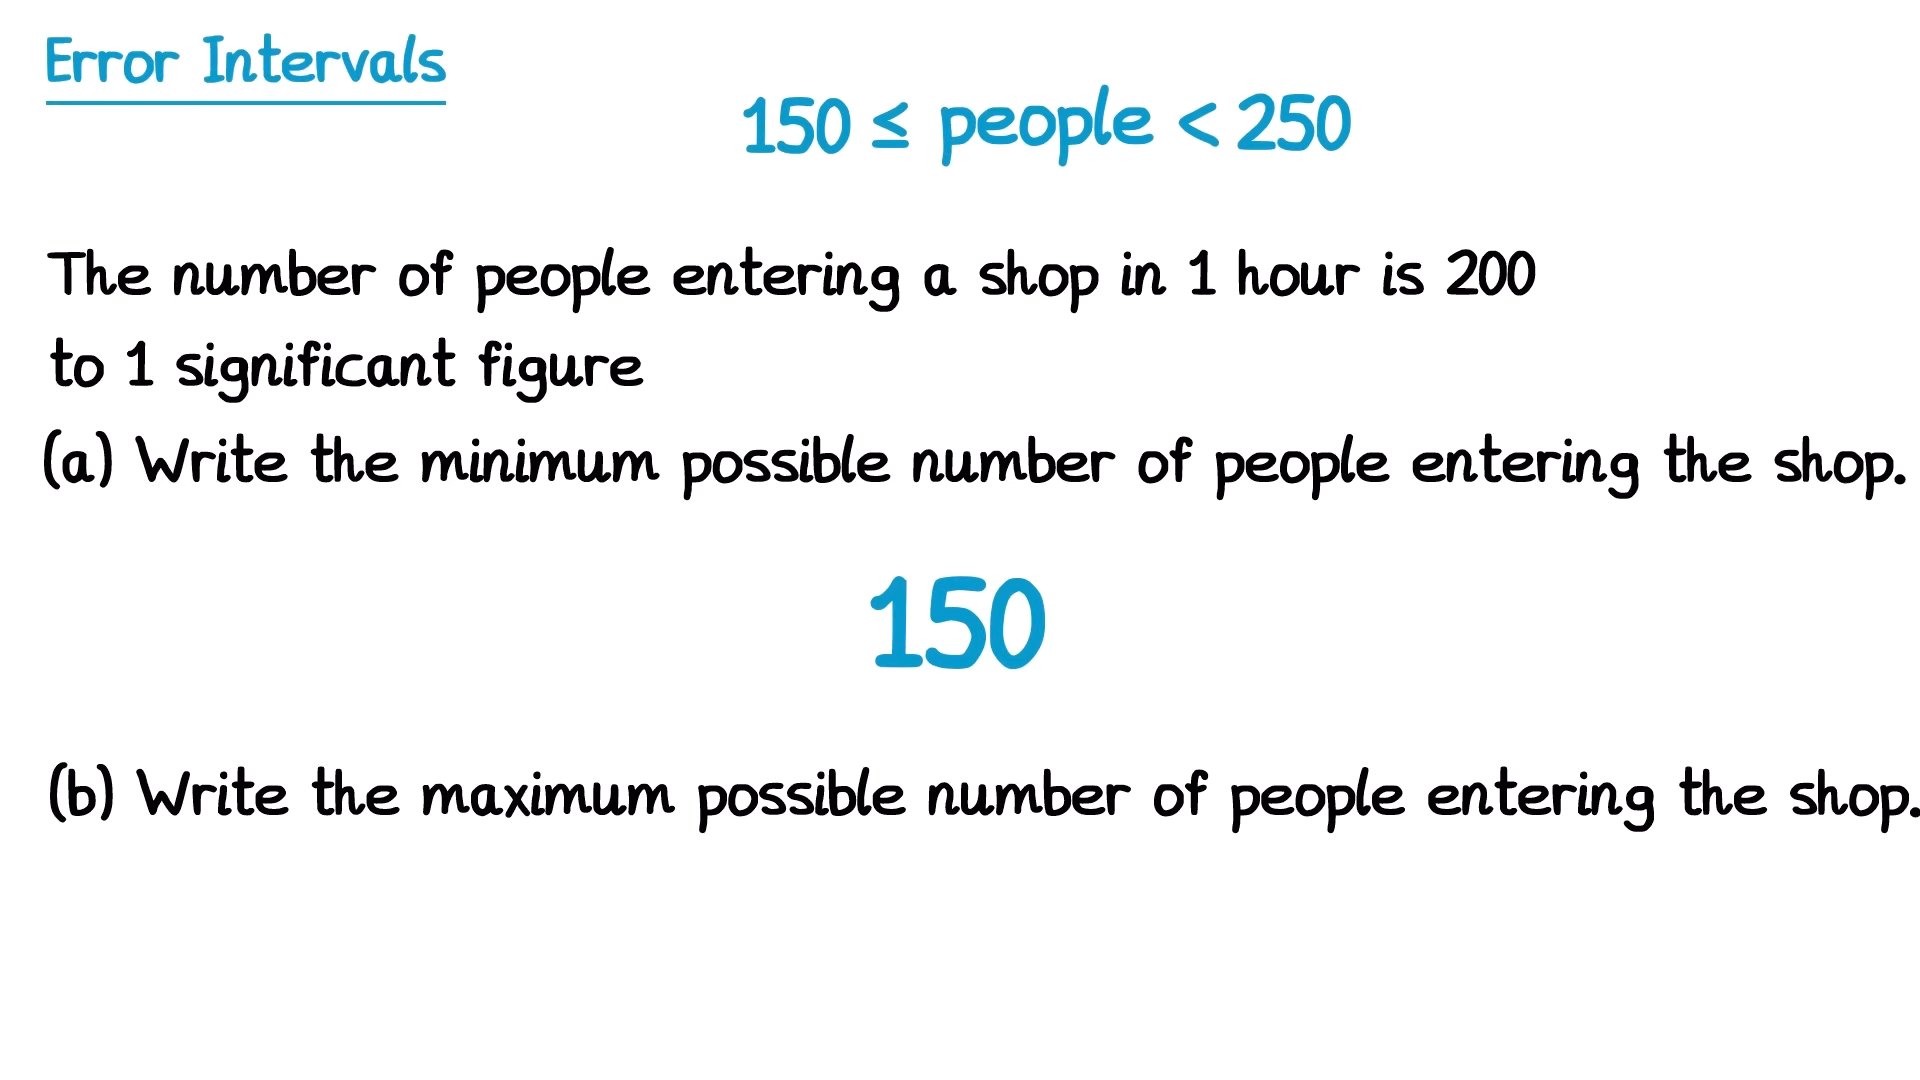 Error Intervals
150 ≤ people < 250
The number of people entering a shop in 1 hour is 200
to 1 significant figure
(a) Write the minimum possible number of people entering the shop.
150
(b) Write the maximum possible number of people entering the shop.